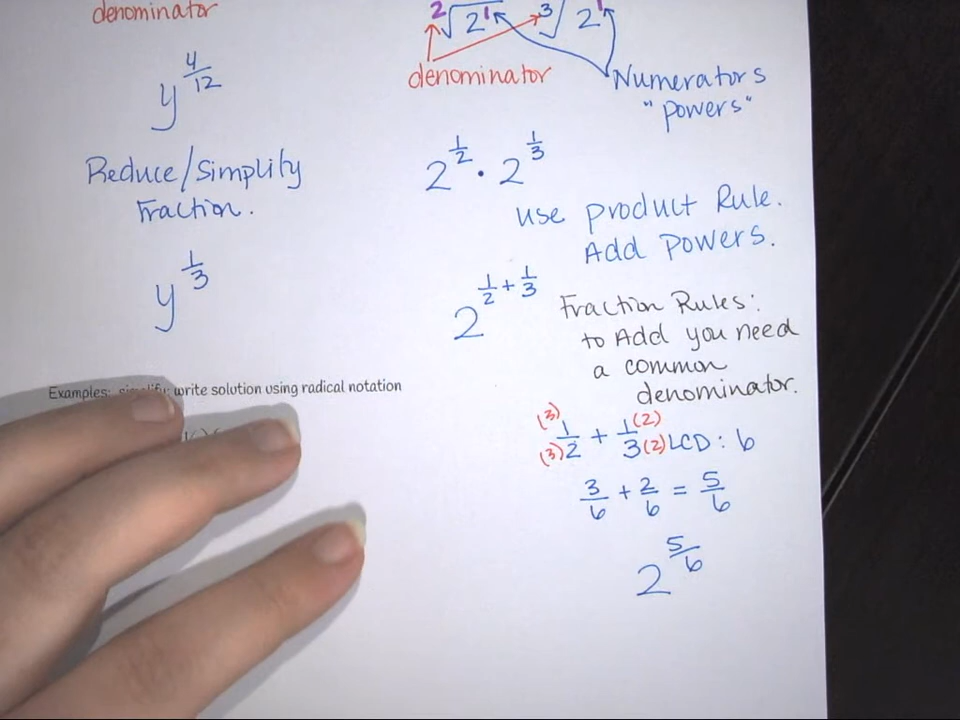 denominator
y^(4/12)
Reduce/Simplify
Fraction.
y^(1/3)
²√2¹ ³√2¹
denominator
Numerators
"powers"
2^(1/2) · 2^(1/3)
use product Rule.
Add Powers.
2^(1/2 + 1/3)
Fraction Rules:
to Add you need
a common
denominator.
(3)1/(3)2 + 1(2)/3(2) LCD: 6
3/6 + 2/6 = 5/6
2^(5/6)
Examples: simplify; write solution using radical notation